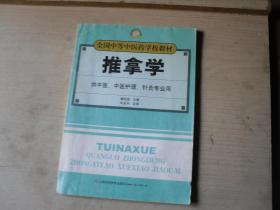 全国中等中医药学校教材
推拿学
供中医、中医护理、针灸专业用
TUINAXUE
QUANGUO ZHONGDENG
ZHONGYIYAO XUEXIAO JIAOCAI